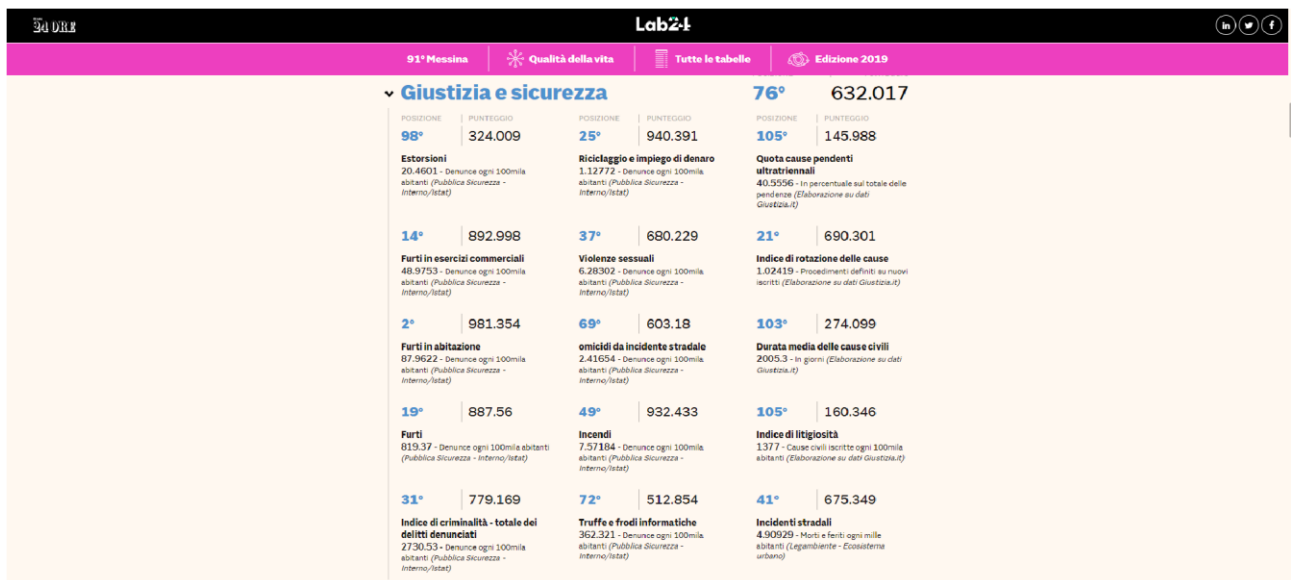 24 ORE
Lab24
in
f
91° Messina
Qualità della vita
Tutte le tabelle
Edizione 2019
Giustizia e sicurezza 76° 632.017
POSIZIONE PUNTEGGIO
98° 324.009
Estorsioni
20.4601 - Denunce ogni 100mila
abitanti (Pubblica Sicurezza -
Interno/Istat)
POSIZIONE PUNTEGGIO
25° 940.391
Riciclaggio e impiego di denaro
1.12772 - Denunce ogni 100mila
abitanti (Pubblica Sicurezza -
Interno/Istat)
POSIZIONE PUNTEGGIO
105° 145.988
Quota cause pendenti
ultratriennali
40.5556 - In percentuale sul totale delle
pendenze (Elaborazione su dati
Giustizia.it)
14° 892.998
Furti in esercizi commerciali
48.9753 - Denunce ogni 100mila
abitanti (Pubblica Sicurezza -
Interno/Istat)
37° 680.229
Violenze sessuali
6.28302 - Denunce ogni 100mila
abitanti (Pubblica Sicurezza -
Interno/Istat)
21° 690.301
Indice di rotazione delle cause
1.02419 - Procedimenti definiti su nuovi
iscritti (Elaborazione su dati Giustizia.it)
2° 981.354
Furti in abitazione
87.9622 - Denunce ogni 100mila
abitanti (Pubblica Sicurezza -
Interno/Istat)
69° 603.18
omicidi da incidente stradale
2.41654 - Denunce ogni 100mila
abitanti (Pubblica Sicurezza -
Interno/Istat)
103° 274.099
Durata media delle cause civili
2005.3 - In giorni (Elaborazione su dati
Giustizia.it)
19° 887.56
Furti
819.37 - Denunce ogni 100mila abitanti
(Pubblica Sicurezza - Interno/Istat)
49° 932.433
Incendi
7.57184 - Denunce ogni 100mila
abitanti (Pubblica Sicurezza -
Interno/Istat)
105° 160.346
Indice di litigiosità
1377 - Cause civili iscritte ogni 100mila
abitanti (Elaborazione su dati Giustizia.it)
31° 779.169
Indice di criminalità - totale dei
delitti denunciati
2730.53 - Denunce ogni 100mila
abitanti (Pubblica Sicurezza -
Interno/Istat)
72° 512.854
Truffe e frodi informatiche
362.321 - Denunce ogni 100mila
abitanti (Pubblica Sicurezza -
Interno/Istat)
41° 675.349
Incidenti stradali
4.90929 - Morti e feriti ogni mille
abitanti (Legambiente - Ecosistema
urbano)